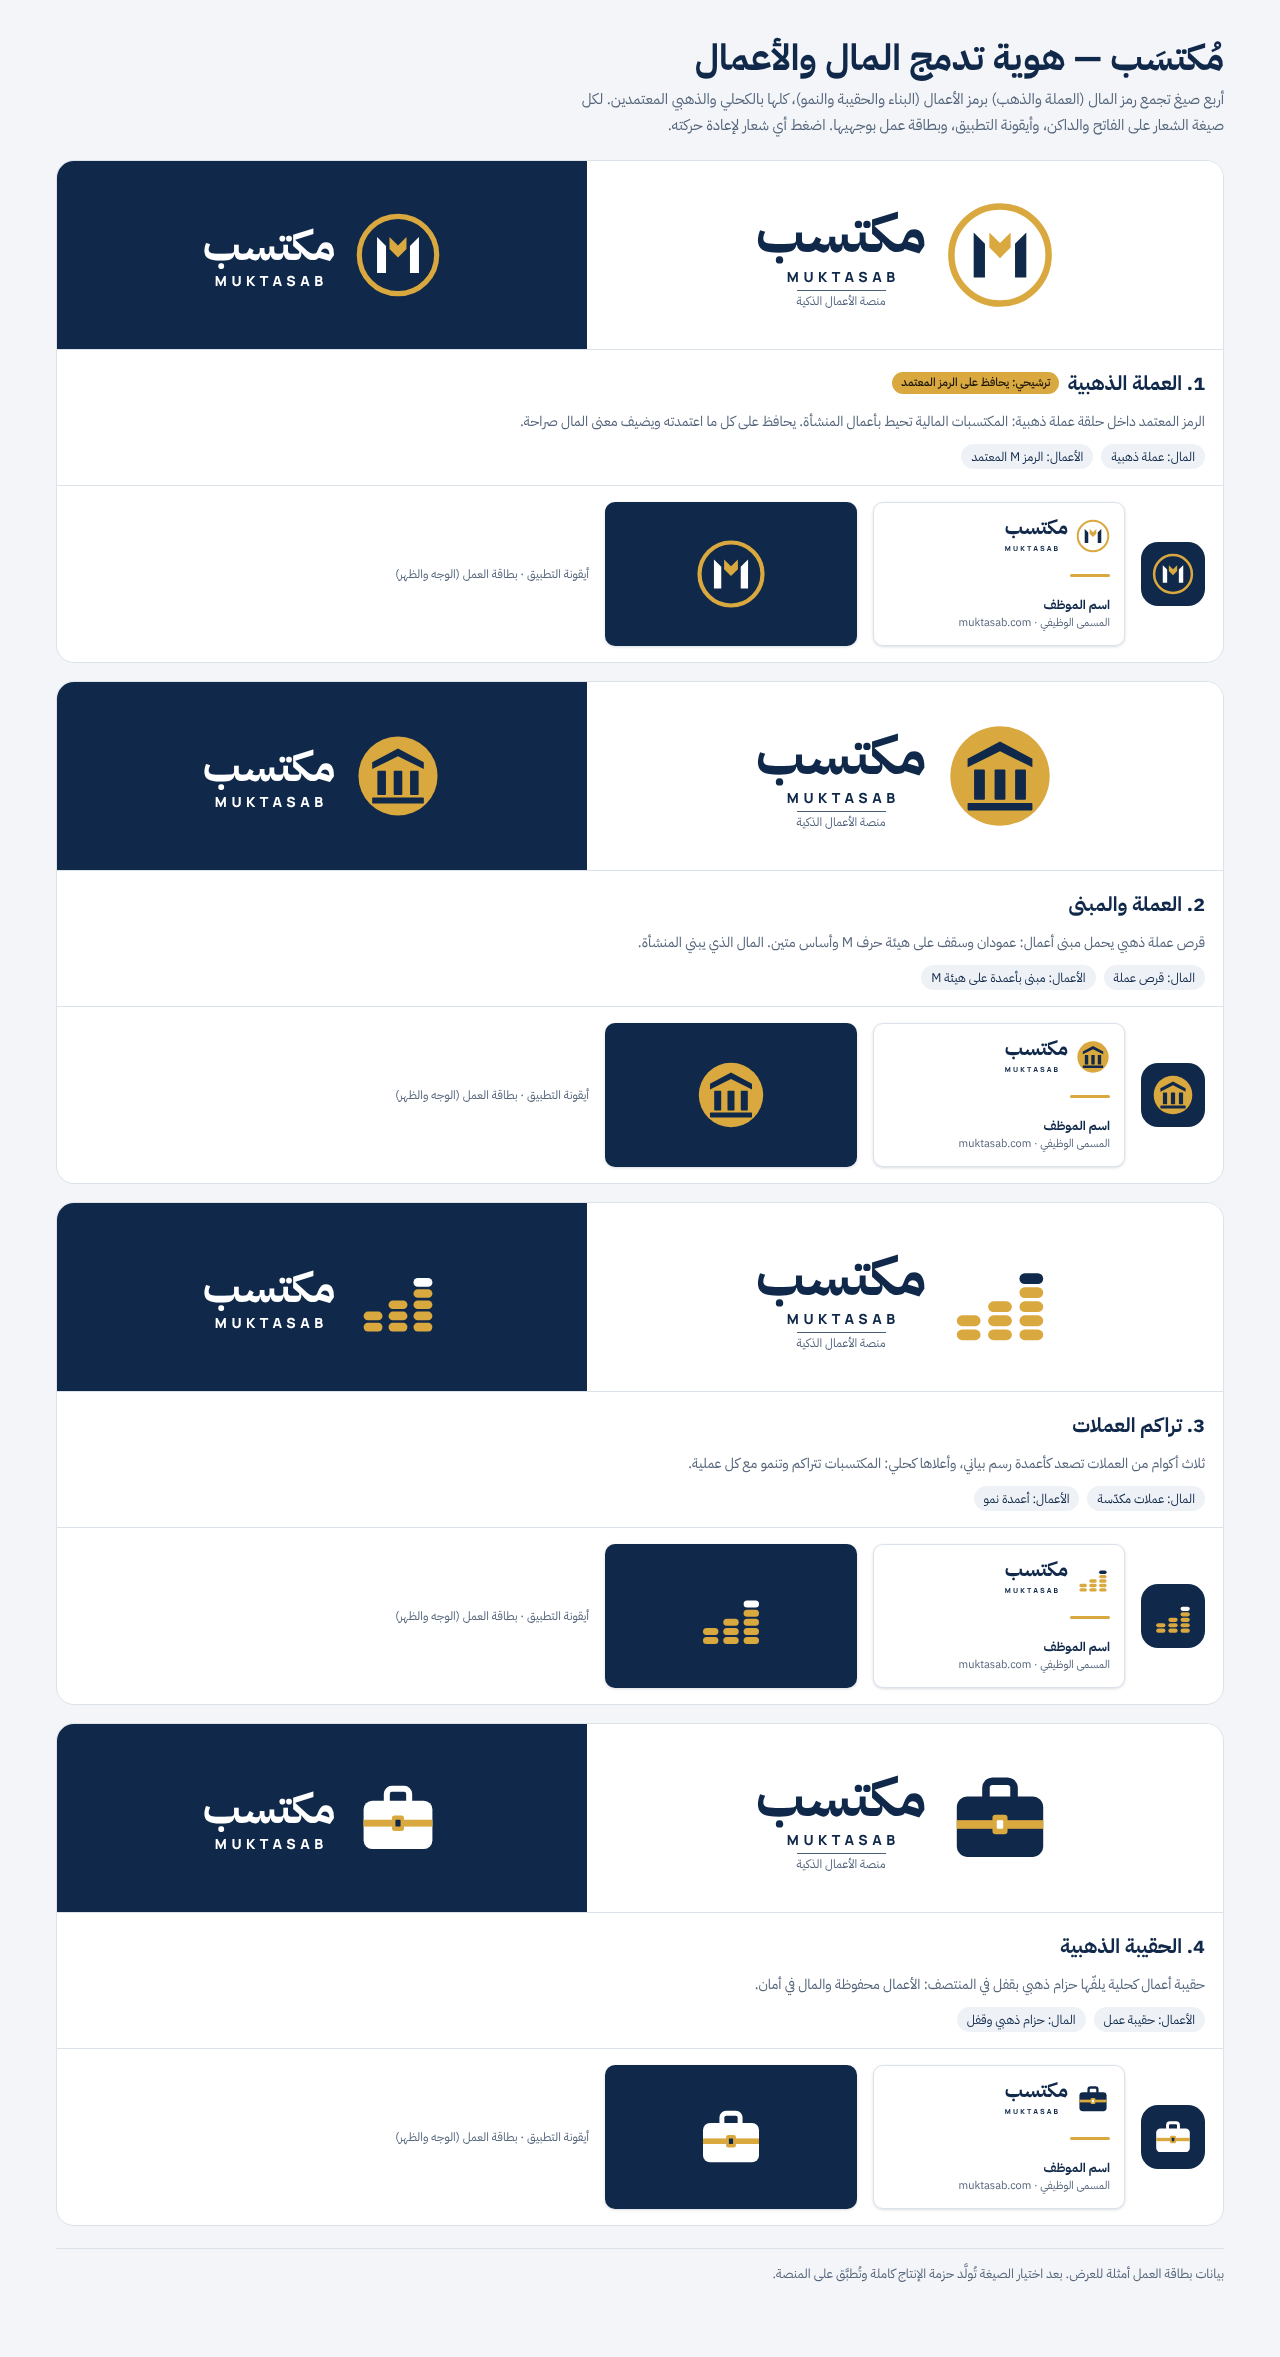 مُكتسَب — هوية تدمج المال والأعمال
أربع صيغ تجمع رمز المال (العملة والذهب) برمز الأعمال (البناء والحقيبة والنمو)، كلها بالكحلي والذهبي المعتمدين. لكل
صيغة الشعار على الفاتح والداكن، وأيقونة التطبيق، وبطاقة عمل بوجهيها. اضغط أي شعار لإعادة حركته.
مكتسب
MUKTASAB
منصة الأعمال الذكية
مكتسب
MUKTASAB
1. العملة الذهبية ترشيحي: يحافظ على الرمز المعتمد
الرمز المعتمد داخل حلقة عملة ذهبية: المكتسبات المالية تحيط بأعمال المنشأة. يحافظ على كل ما اعتمدته ويضيف معنى المال صراحة.
المال: عملة ذهبية الأعمال: الرمز M المعتمد
مكتسب
MUKTASAB
اسم الموظف
المسمى الوظيفي · muktasab.com
أيقونة التطبيق · بطاقة العمل (الوجه والظهر)
مكتسب
MUKTASAB
منصة الأعمال الذكية
مكتسب
MUKTASAB
2. العملة والمبنى
قرص عملة ذهبي يحمل مبنى أعمال: عمودان وسقف على هيئة حرف M وأساس متين. المال الذي يبني المنشأة.
المال: قرص عملة الأعمال: مبنى بأعمدة على هيئة M
مكتسب
MUKTASAB
اسم الموظف
المسمى الوظيفي · muktasab.com
أيقونة التطبيق · بطاقة العمل (الوجه والظهر)
مكتسب
MUKTASAB
منصة الأعمال الذكية
مكتسب
MUKTASAB
3. تراكم العملات
ثلاث أكوام من العملات تصعد كأعمدة رسم بياني، وأعلاها كحلي: المكتسبات تتراكم وتنمو مع كل عملية.
المال: عملات مكدّسة الأعمال: أعمدة نمو
مكتسب
MUKTASAB
اسم الموظف
المسمى الوظيفي · muktasab.com
أيقونة التطبيق · بطاقة العمل (الوجه والظهر)
مكتسب
MUKTASAB
منصة الأعمال الذكية
مكتسب
MUKTASAB
4. الحقيبة الذهبية
حقيبة أعمال كحلية يلفّها حزام ذهبي بقفل في المنتصف: الأعمال محفوظة والمال في أمان.
الأعمال: حقيبة عمل المال: حزام ذهبي وقفل
مكتسب
MUKTASAB
اسم الموظف
المسمى الوظيفي · muktasab.com
أيقونة التطبيق · بطاقة العمل (الوجه والظهر)
بيانات بطاقة العمل أمثلة للعرض. بعد اختيار الصيغة تُولَّد حزمة الإنتاج كاملة وتُطبَّق على المنصة.